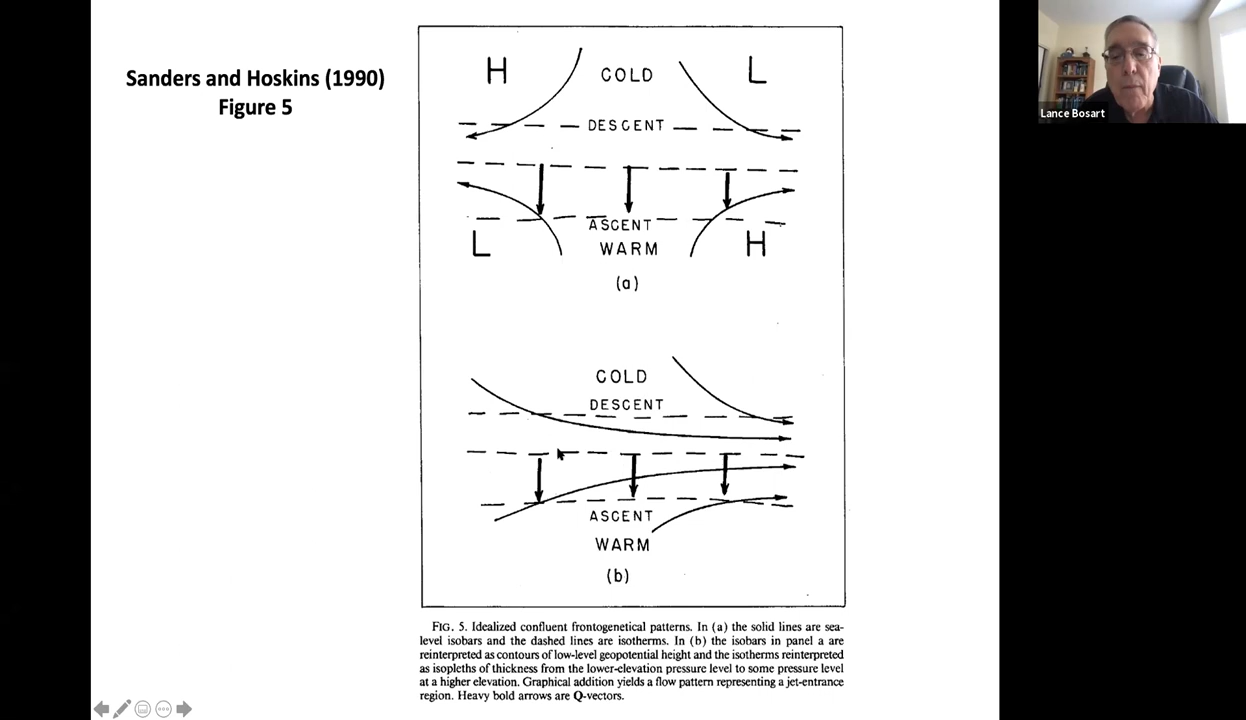 Sanders and Hoskins (1990)
Figure 5
H
COLD
L
DESCENT
ASCENT
L
WARM
H
(a)
COLD
DESCENT
ASCENT
WARM
(b)
FIG. 5. Idealized confluent frontogenetical patterns. In (a) the solid lines are sea-
level isobars and the dashed lines are isotherms. In (b) the isobars in panel a are
reinterpreted as contours of low-level geopotential height and the isotherms reinterpreted
as isopleths of thickness from the lower-elevation pressure level to some pressure level
at a higher elevation. Graphical addition yields a flow pattern representing a jet-entrance
region. Heavy bold arrows are Q-vectors.
Lance Bosart